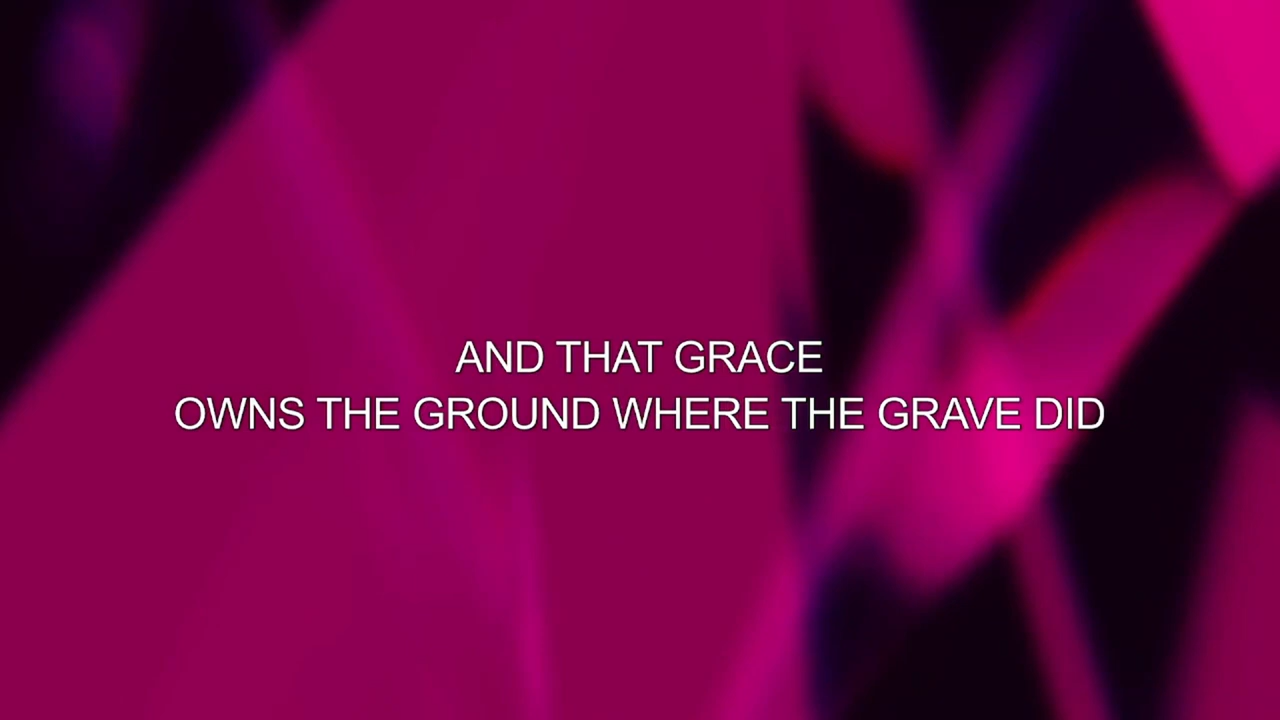 AND THAT GRACE
OWNS THE GROUND WHERE THE GRAVE DID